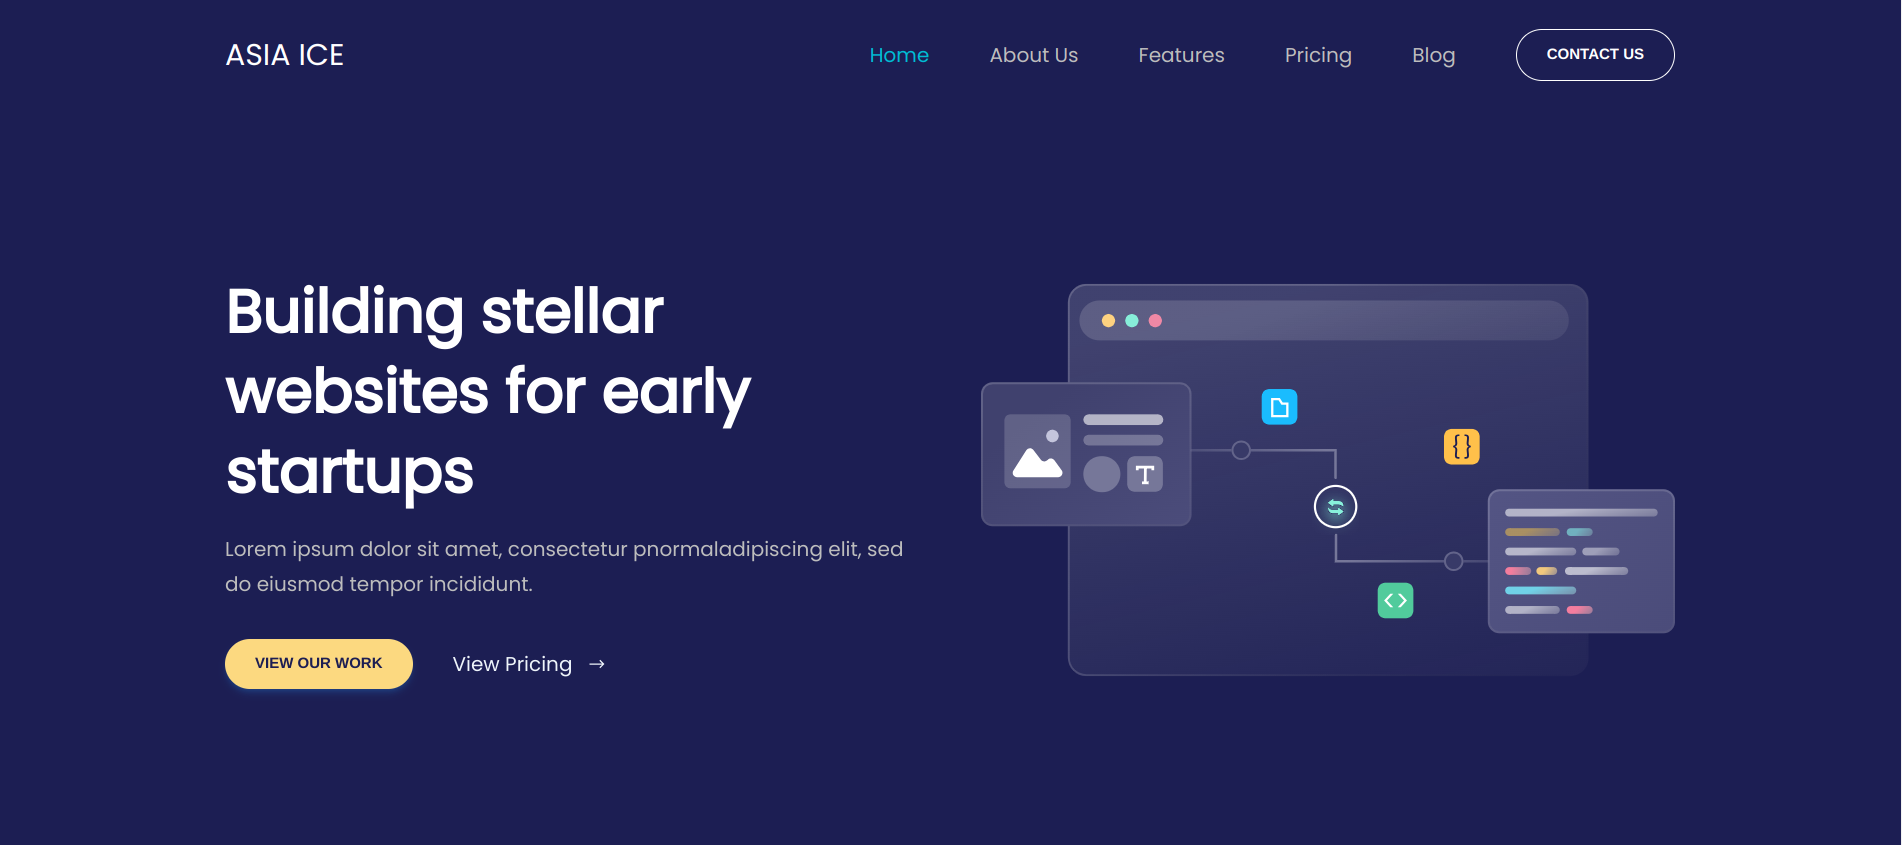 ASIA ICE
Home
About Us
Features
Pricing
Blog
CONTACT US
Building stellar
websites for early
startups
Lorem ipsum dolor sit amet, consectetur pnormaladipiscing elit, sed
do eiusmod tempor incididunt.
VIEW OUR WORK
View Pricing →
T
{}
<>